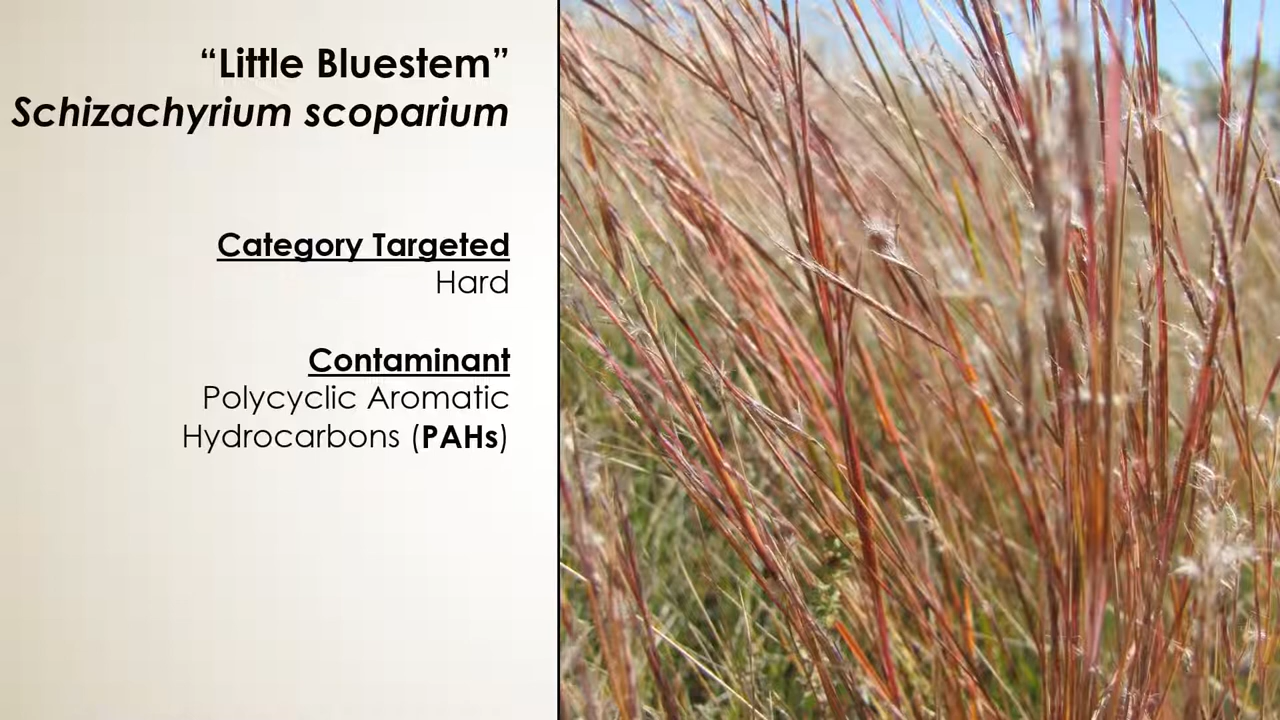 “Little Bluestem”
Schizachyrium scoparium
Category Targeted
Hard
Contaminant
Polycyclic Aromatic
Hydrocarbons (PAHs)